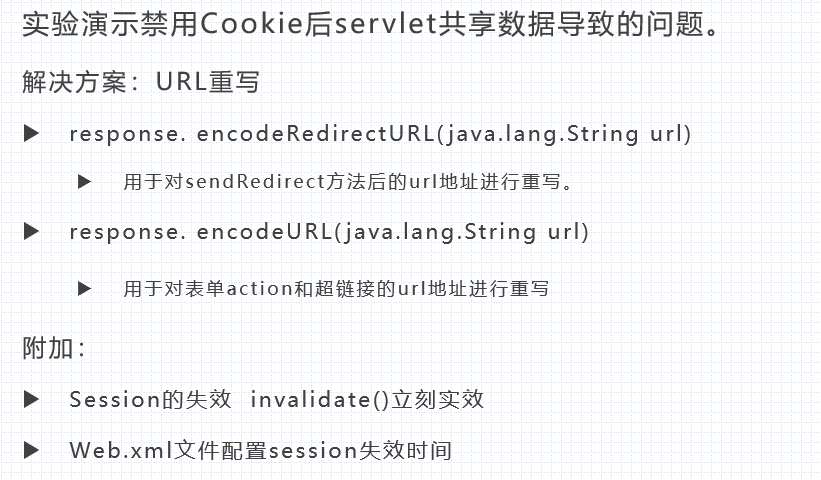 实验演示禁用Cookie后servlet共享数据导致的问题。
解决方案：URL重写
▶ response. encodeRedirectURL(java.lang.String url)
▶ 用于对sendRedirect方法后的url地址进行重写。
▶ response. encodeURL(java.lang.String url)
▶ 用于对表单action和超链接的url地址进行重写
附加：
▶ Session的失效 invalidate()立刻实效
▶ Web.xml文件配置session失效时间